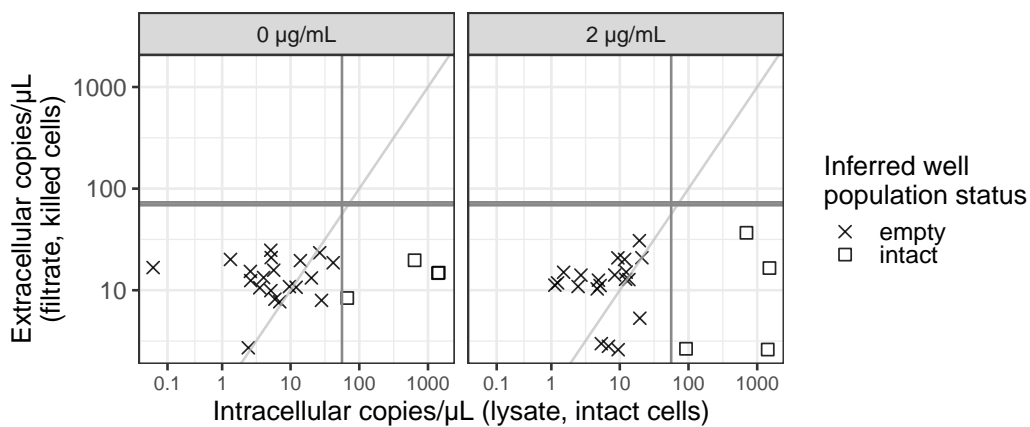 0 µg/mL
2 µg/mL
Extracellular copies/µL
(filtrate, killed cells)
1000
100
10
0.1 1 10 100 1000
0.1 1 10 100 1000
Intracellular copies/µL (lysate, intact cells)
Inferred well
population status
empty
intact